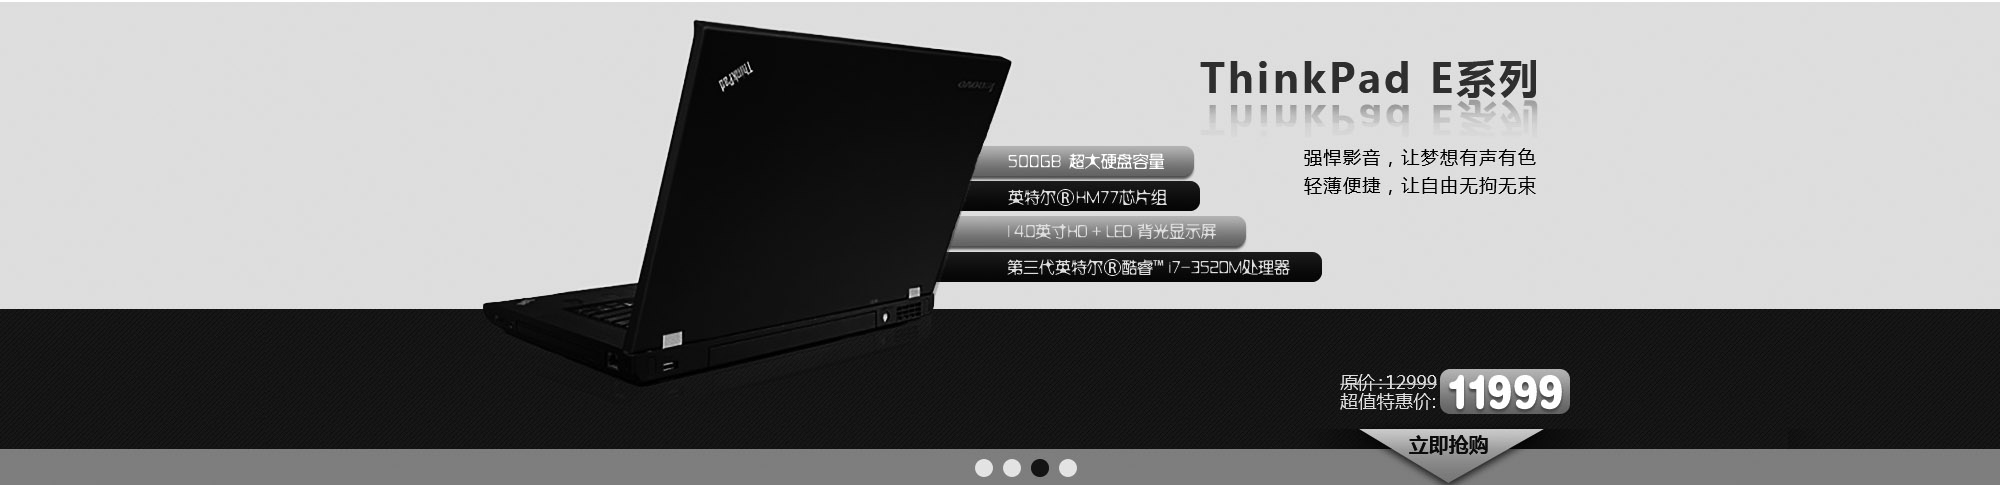 ThinkPad
lenovo
ThinkPad E系列
强悍影音，让梦想有声有色
轻薄便捷，让自由无拘无束
500GB 超大硬盘容量
英特尔®HM77芯片组
14.0英寸HD + LED 背光显示屏
第三代英特尔®酷睿™ i7-3520M处理器
原价:12999
超值特惠价: 11999
立即抢购